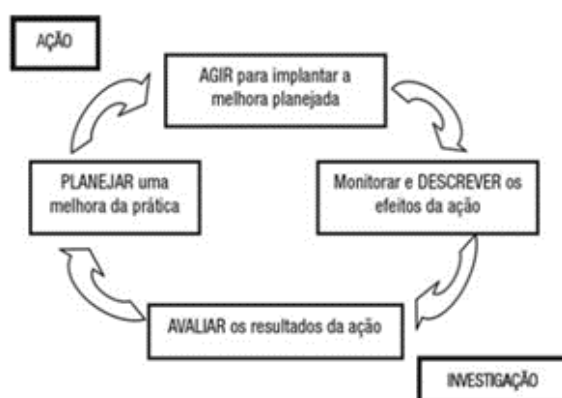 AÇÃO
AGIR para implantar a
melhora planejada
PLANEJAR uma
melhora da prática
Monitorar e DESCREVER os
efeitos da ação
AVALIAR os resultados da ação
INVESTIGAÇÃO